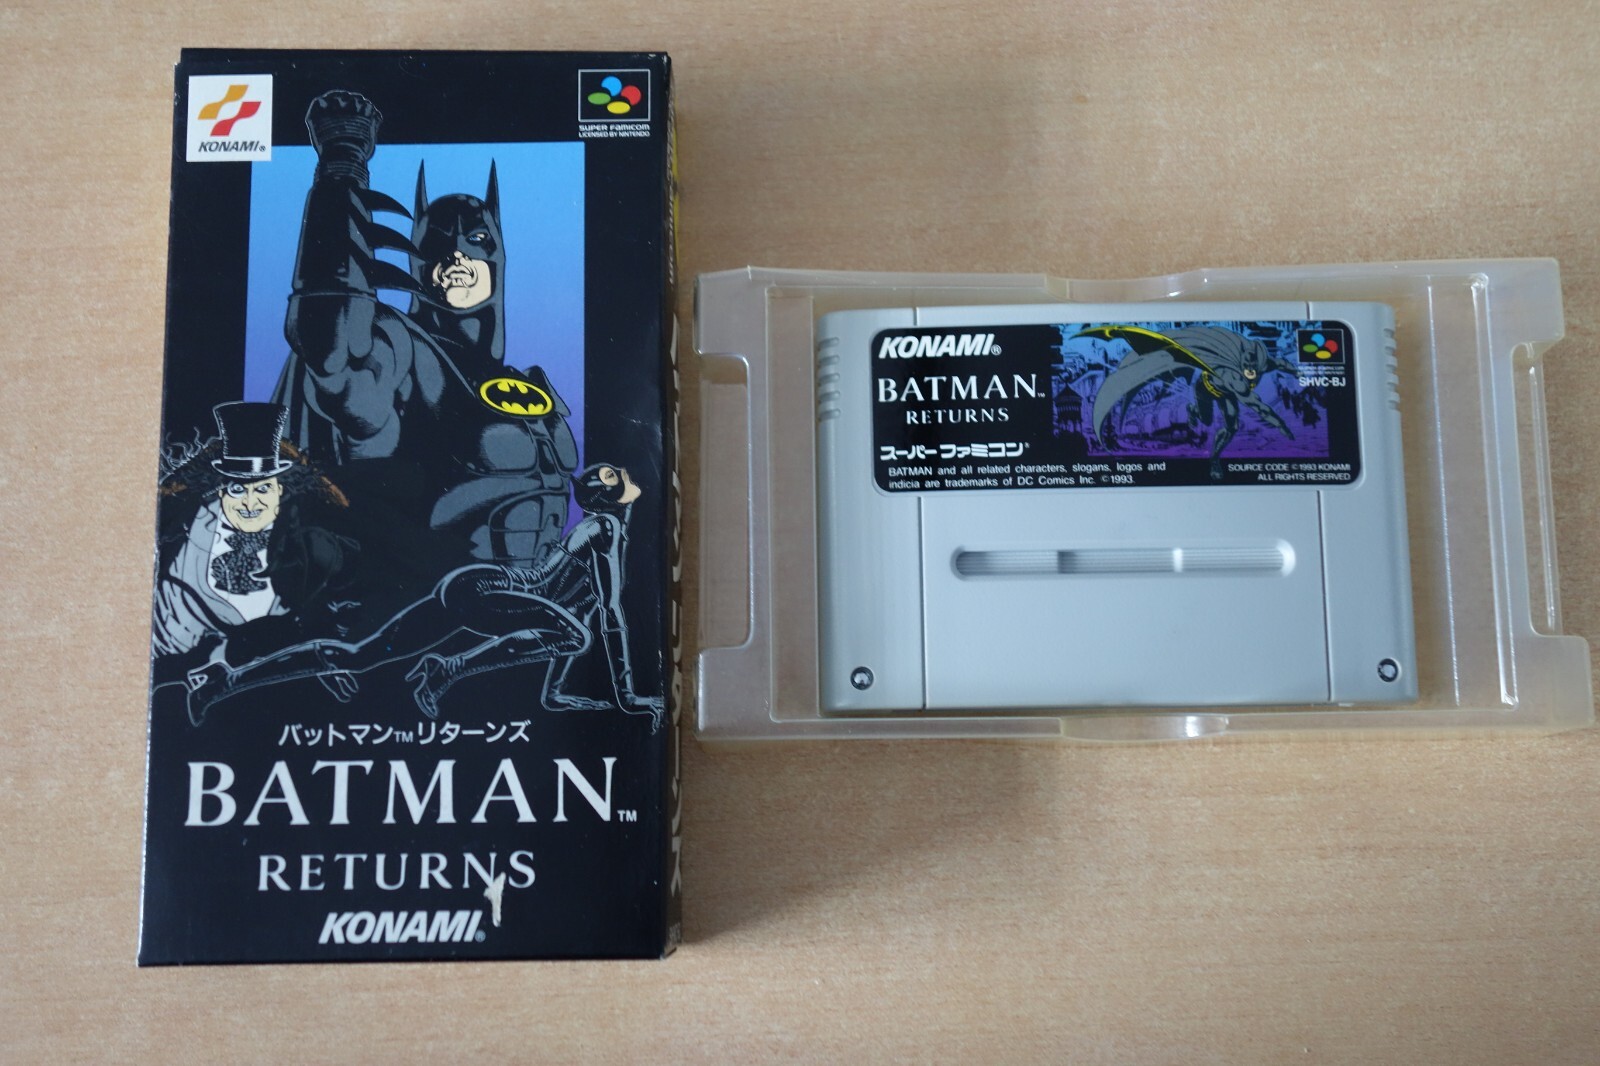 KONAMI®
SUPER FAMICOM
LICENSED BY NINTENDO
バットマン™リターンズ
BATMAN™
RETURNS
KONAMI®
KONAMI®
BATMAN™
RETURNS
スーパーファミコン®
BATMAN and all related characters, slogans, logos and
indicia are trademarks of DC Comics Inc. ©1993.
SHVC-BJ
SOURCE CODE ©1993 KONAMI
ALL RIGHTS RESERVED